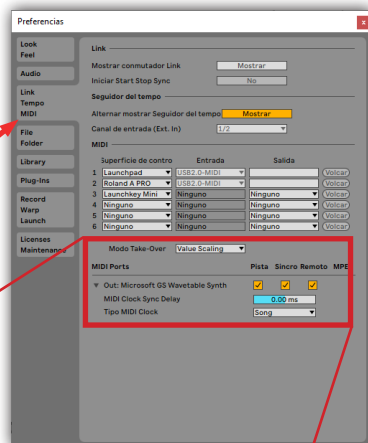 Preferencias
x
Look
Feel
Audio
Link
Tempo
MIDI
File
Folder
Library
Plug-Ins
Record
Warp
Launch
Licenses
Maintenance
Link
Mostrar conmutador Link Mostrar
Iniciar Start Stop Sync No
Seguidor del tempo
Alternar mostrar Seguidor del tempo Mostrar
Canal de entrada (Ext. In) 1/2
MIDI
Superficie de contro Entrada Salida
1 Launchpad USB2.0-MIDI (Volcar)
2 Roland A PRO USB2.0-MIDI (Volcar)
3 Launchkey Mini Ninguno Ninguno (Volcar)
4 Ninguno Ninguno Ninguno (Volcar)
5 Ninguno Ninguno Ninguno (Volcar)
6 Ninguno Ninguno Ninguno (Volcar)
Modo Take-Over Value Scaling
MIDI Ports Pista Sincro Remoto MPE
Out: Microsoft GS Wavetable Synth
MIDI Clock Sync Delay 0.00 ms
Tipo MIDI Clock Song